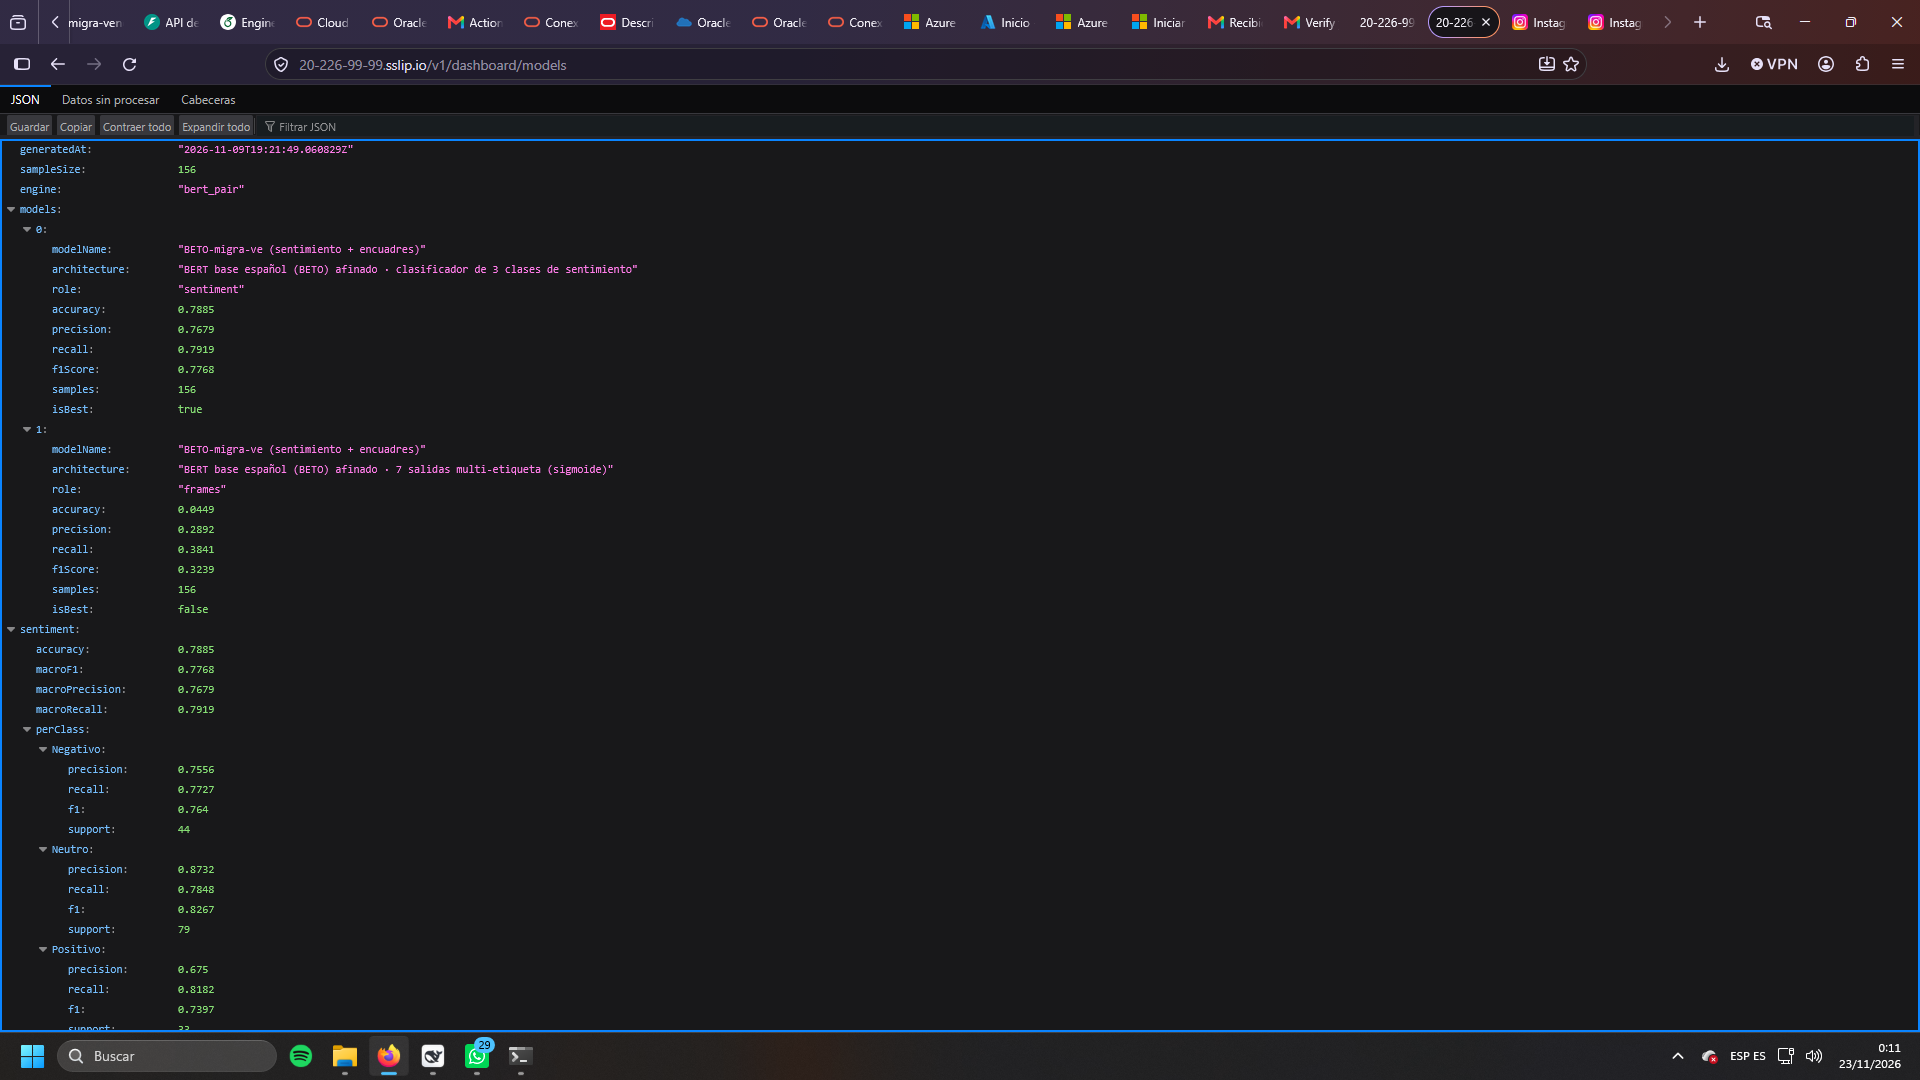 migra-ven
API de
Engine
Cloud
Oracle
Action
Conex
Descri
Oracle
Oracle
Conex
Azure
Inicio
Azure
Iniciar
Recibi
Verify
20-226-99
20-226
Instag
Instag
20-226-99-99.sslip.io/v1/dashboard/models
VPN
JSON
Datos sin procesar
Cabeceras
Guardar
Copiar
Contraer todo
Expandir todo
Filtrar JSON
generatedAt: "2026-11-09T19:21:49.060829Z"
sampleSize: 156
engine: "bert_pair"
models:
0:
modelName: "BETO-migra-ve (sentimiento + encuadres)"
architecture: "BERT base español (BETO) afinado · clasificador de 3 clases de sentimiento"
role: "sentiment"
accuracy: 0.7885
precision: 0.7679
recall: 0.7919
f1Score: 0.7768
samples: 156
isBest: true
1:
modelName: "BETO-migra-ve (sentimiento + encuadres)"
architecture: "BERT base español (BETO) afinado · 7 salidas multi-etiqueta (sigmoide)"
role: "frames"
accuracy: 0.0449
precision: 0.2892
recall: 0.3841
f1Score: 0.3239
samples: 156
isBest: false
sentiment:
accuracy: 0.7885
macroF1: 0.7768
macroPrecision: 0.7679
macroRecall: 0.7919
perClass:
Negativo:
precision: 0.7556
recall: 0.7727
f1: 0.764
support: 44
Neutro:
precision: 0.8732
recall: 0.7848
f1: 0.8267
support: 79
Positivo:
precision: 0.675
recall: 0.8182
f1: 0.7397
support: 33
Buscar
29
ESP ES
0:11
23/11/2026